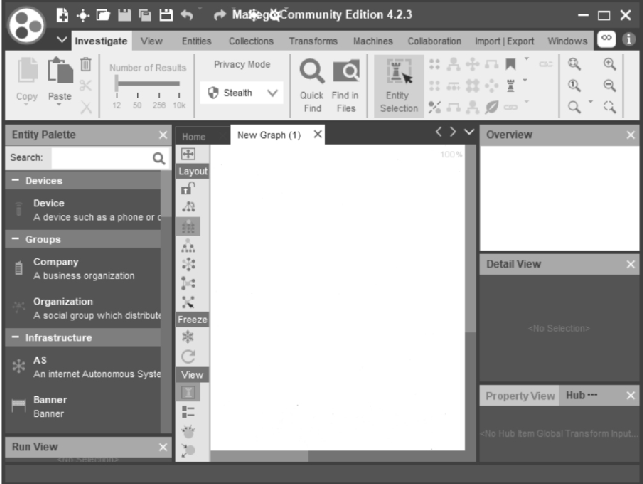 Maltego Community Edition 4.2.3
Investigate View Entities Collections Transforms Machines Collaboration Import | Export Windows
Number of Results
Privacy Mode
Copy Paste
12 50 256 10k
Stealth
Quick Find
Find in Files
Entity Selection
Entity Palette
Search:
Devices
Device
A device such as a phone or c
Groups
Company
A business organization
Organization
A social group which distribute
Infrastructure
AS
An internet Autonomous Syste
Banner
Banner
Run View
Home
New Graph (1)
100%
Layout
Freeze
View
Overview
Detail View
<No Selection>
Property View Hub ---
<No Hub Item Global Transform Input...